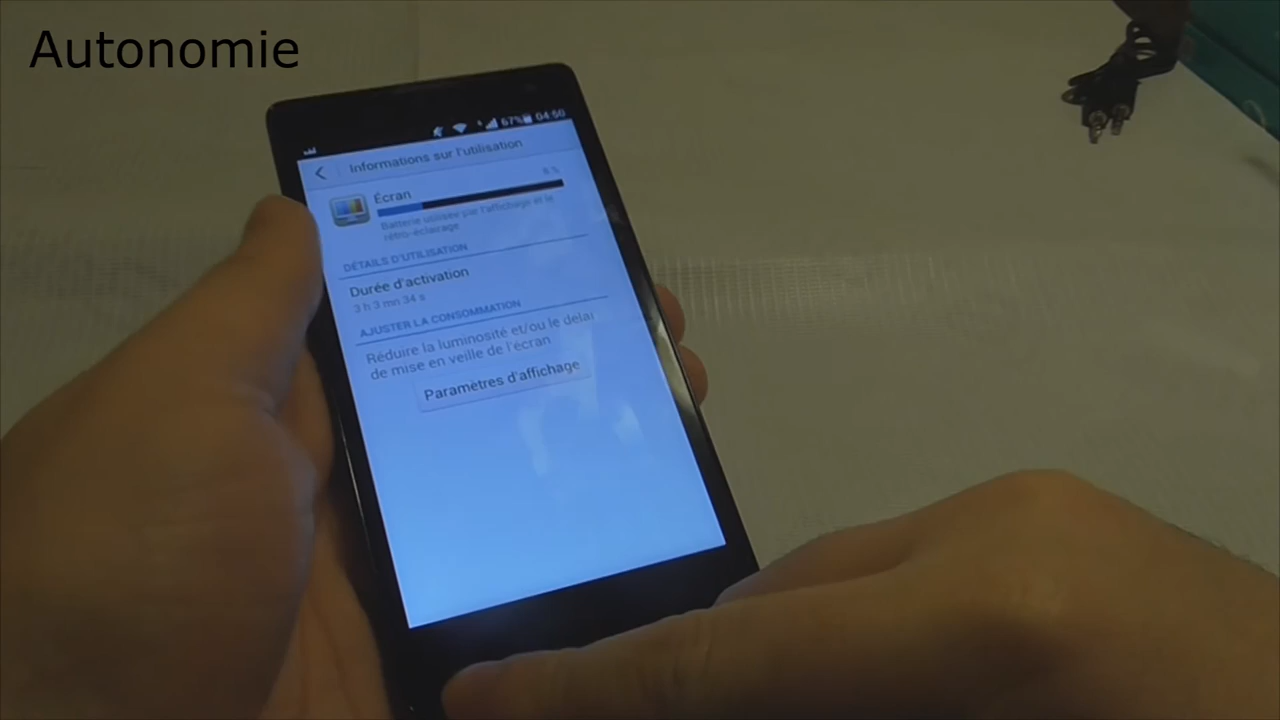 Autonomie
67% 04:50
Informations sur l'utilisation
Écran
8 %
Batterie utilisée par l'affichage et le
rétro-éclairage
DÉTAILS D'UTILISATION
Durée d'activation
3 h 3 mn 34 s
AJUSTER LA CONSOMMATION
Réduire la luminosité et/ou le délai
de mise en veille de l'écran
Paramètres d'affichage